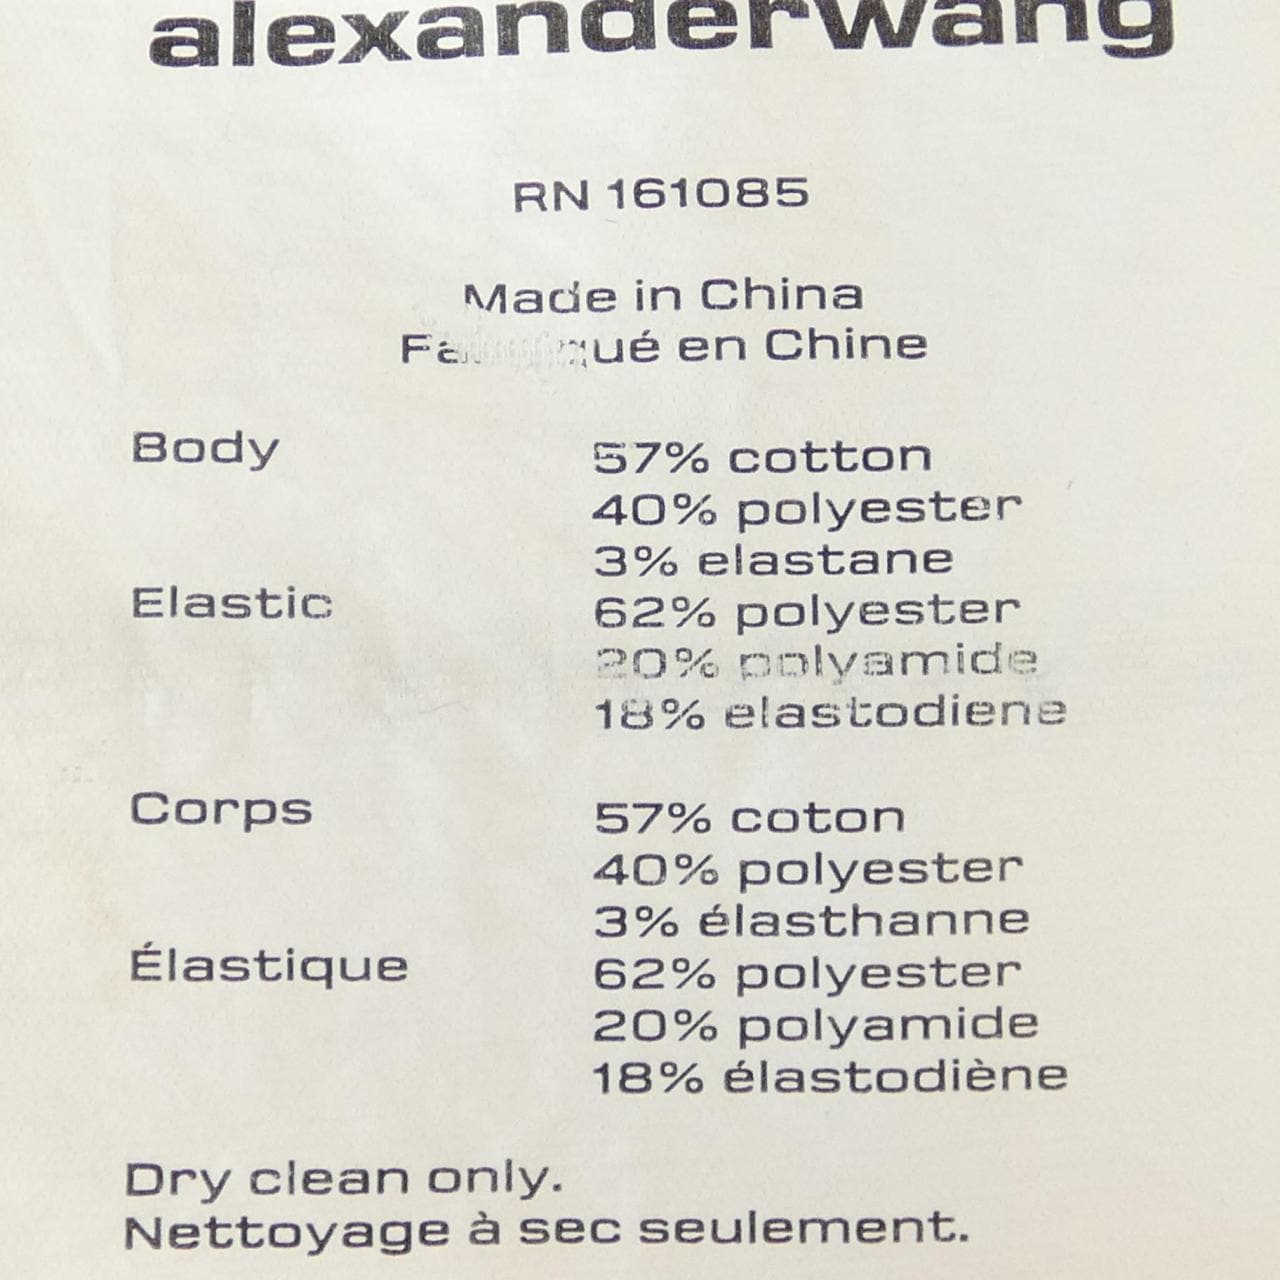 alexanderwang
RN 161085
Made in China
en Chine
Body
57% cotton
40% polyester
3% elastane
Elastic
62% polyester
20% polyamide
18% elastodiene
Corps
57% coton
40% polyester
3% élasthanne
Élastique
62% polyester
20% polyamide
18% élastodiène
Dry clean only.
Nettoyage à sec seulement.